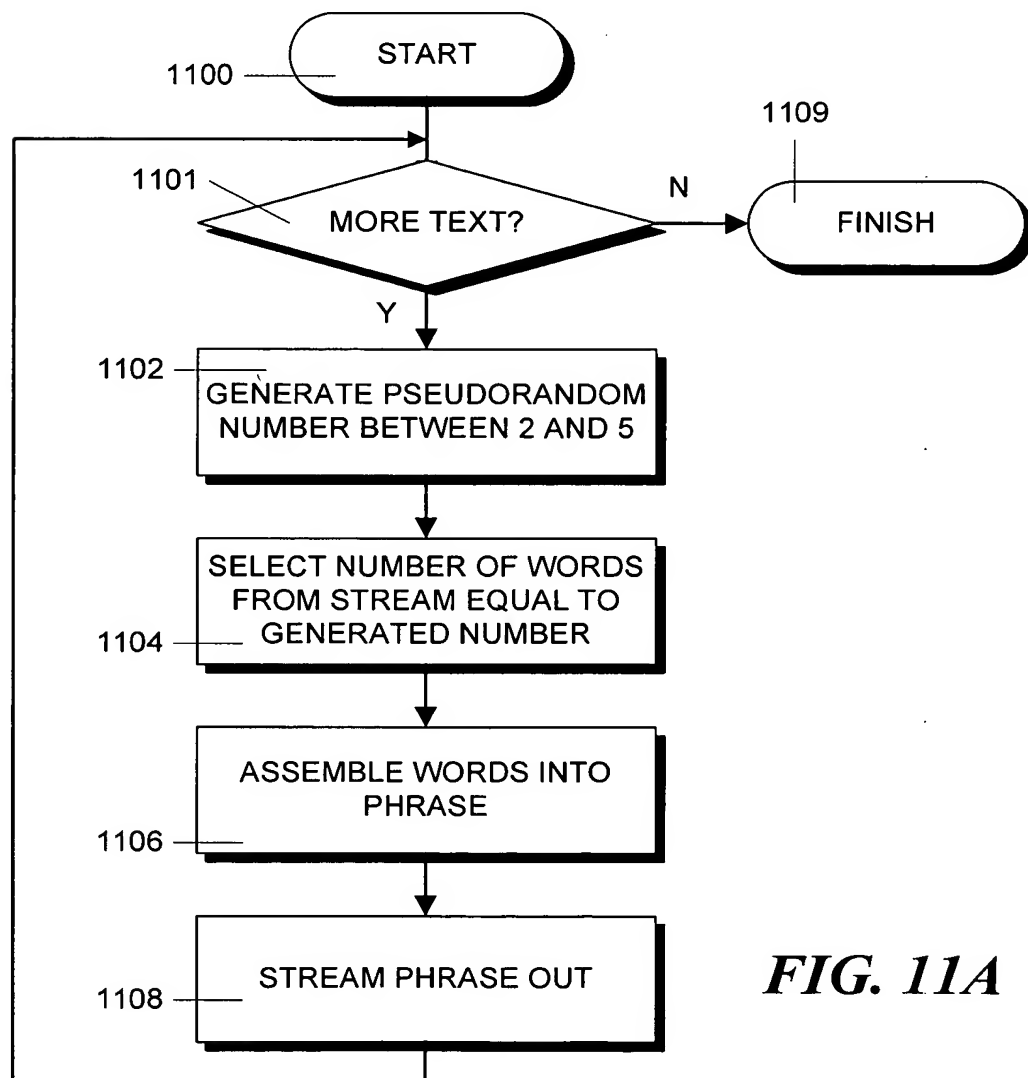 START
1100
1109
1101
MORE TEXT?
N
FINISH
Y
1102
GENERATE PSEUDORANDOM
NUMBER BETWEEN 2 AND 5
SELECT NUMBER OF WORDS
FROM STREAM EQUAL TO
GENERATED NUMBER
1104
ASSEMBLE WORDS INTO
PHRASE
1106
STREAM PHRASE OUT
1108
FIG. 11A